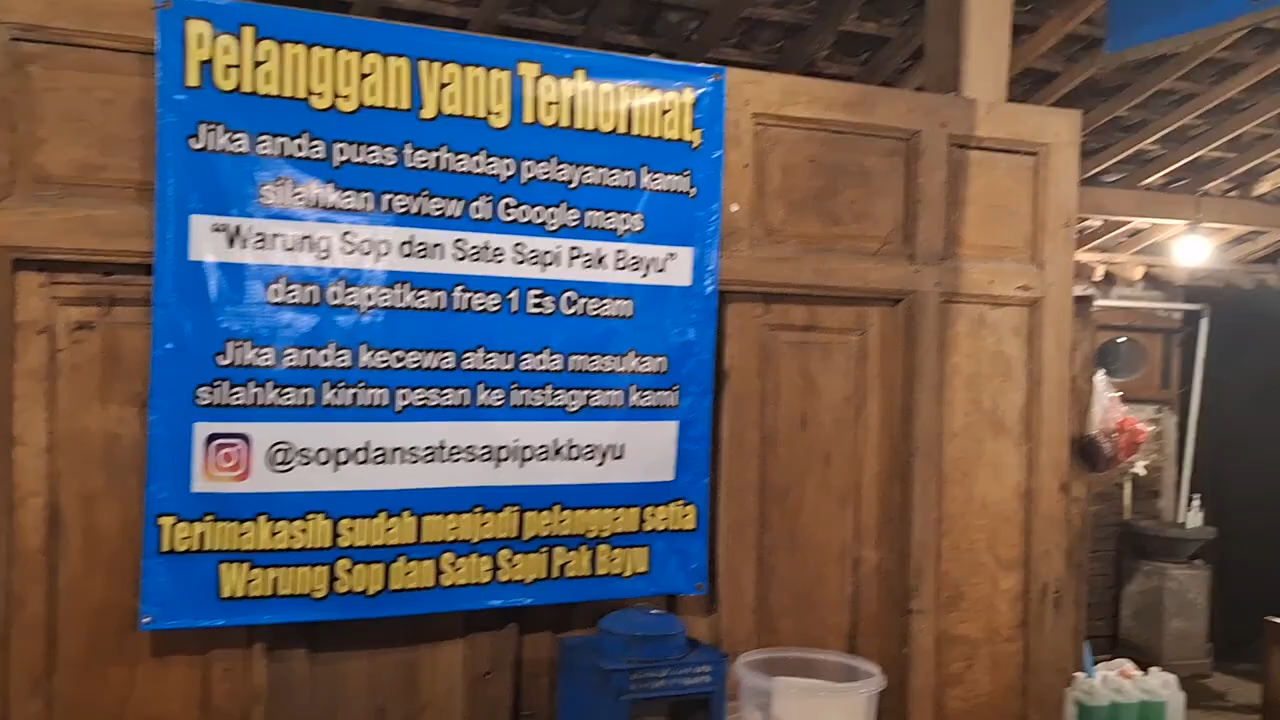 Pelanggan yang Terhormat,
Jika anda puas terhadap pelayanan kami,
silahkan review di Google maps
"Warung Sop dan Sate Sapi Pak Bayu"
dan dapatkan free 1 Es Cream
Jika anda kecewa atau ada masukan
silahkan kirim pesan ke instagram kami
@sopdansatesapipakbayu
Terimakasih sudah menjadi pelanggan setia
Warung Sop dan Sate Sapi Pak Bayu